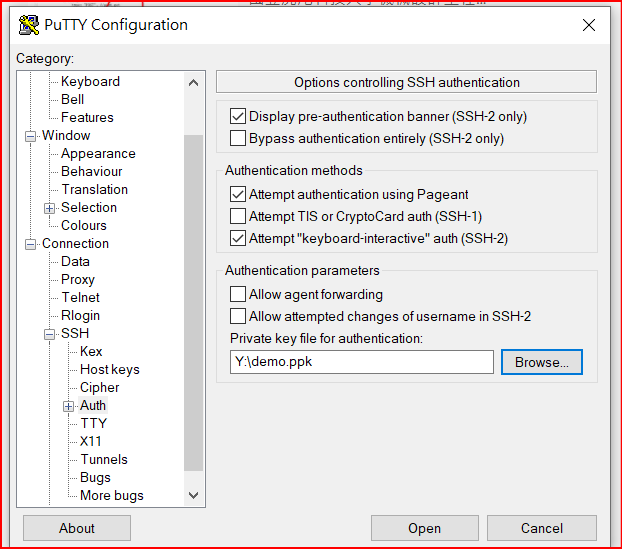 PuTTY Configuration
Category:
Keyboard
Bell
Features
Window
Appearance
Behaviour
Translation
Selection
Colours
Connection
Data
Proxy
Telnet
Rlogin
SSH
Kex
Host keys
Cipher
Auth
TTY
X11
Tunnels
Bugs
More bugs
Options controlling SSH authentication
Display pre-authentication banner (SSH-2 only)
Bypass authentication entirely (SSH-2 only)
Authentication methods
Attempt authentication using Pageant
Attempt TIS or CryptoCard auth (SSH-1)
Attempt "keyboard-interactive" auth (SSH-2)
Authentication parameters
Allow agent forwarding
Allow attempted changes of username in SSH-2
Private key file for authentication:
Y:\demo.ppk
Browse...
About
Open
Cancel